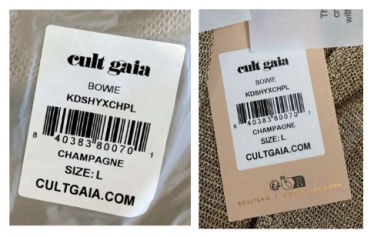 cult gaia
BOWIE
KDSHYXCHPL
8 40383 80070 1
CHAMPAGNE
SIZE: L
CULTGAIA.COM
cult gaia
BOWIE
KDSHYXCHPL
8 40383 80070 1
CHAMPAGNE
SIZE: L
CULTGAIA.COM